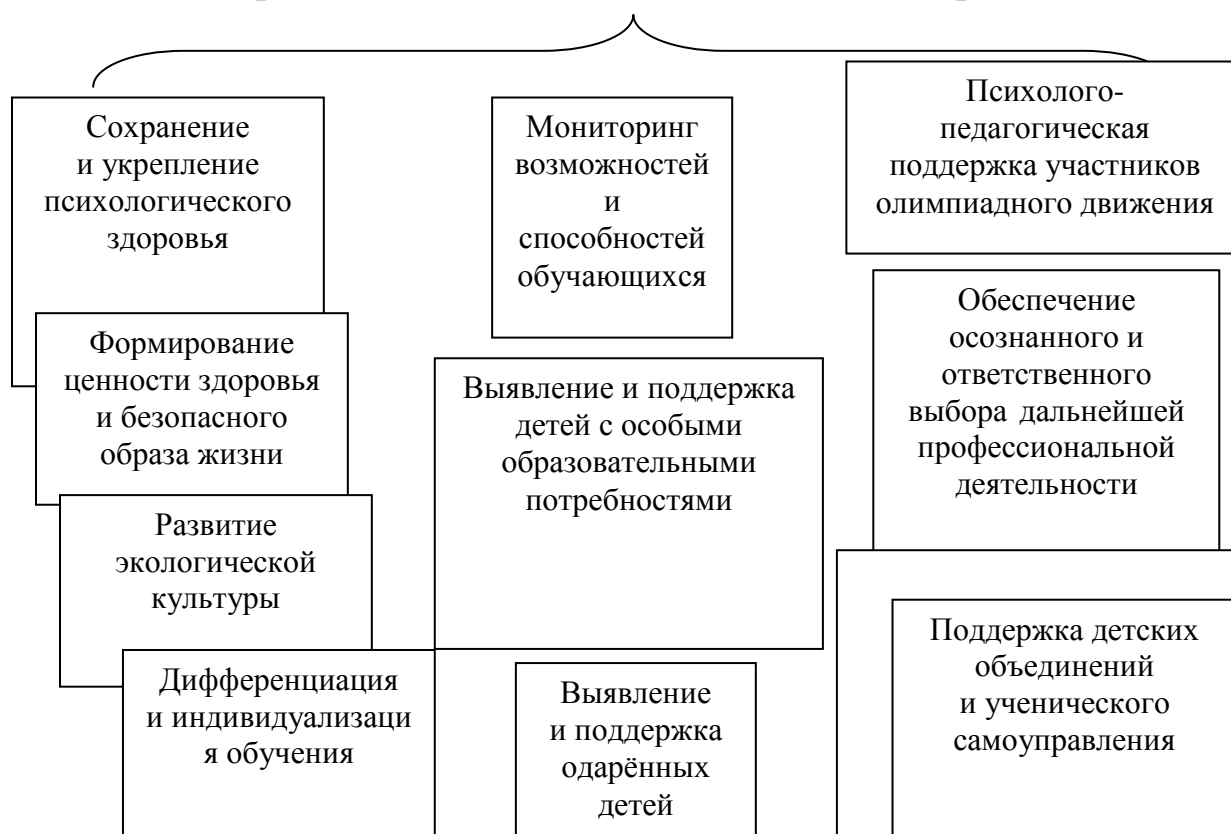 Сохранение
и укрепление
психологического
здоровья
Формирование
ценности здоровья
и безопасного
образа жизни
Развитие
экологической
культуры
Дифференциация
и индивидуализаци
я обучения
Мониторинг
возможностей
и
способностей
обучающихся
Выявление и поддержка
детей с особыми
образовательными
потребностями
Выявление
и поддержка
одарённых
детей
Психолого-
педагогическая
поддержка участников
олимпиадного движения
Обеспечение
осознанного и
ответственного
выбора дальнейшей
профессиональной
деятельности
Поддержка детских
объединений
и ученического
самоуправления